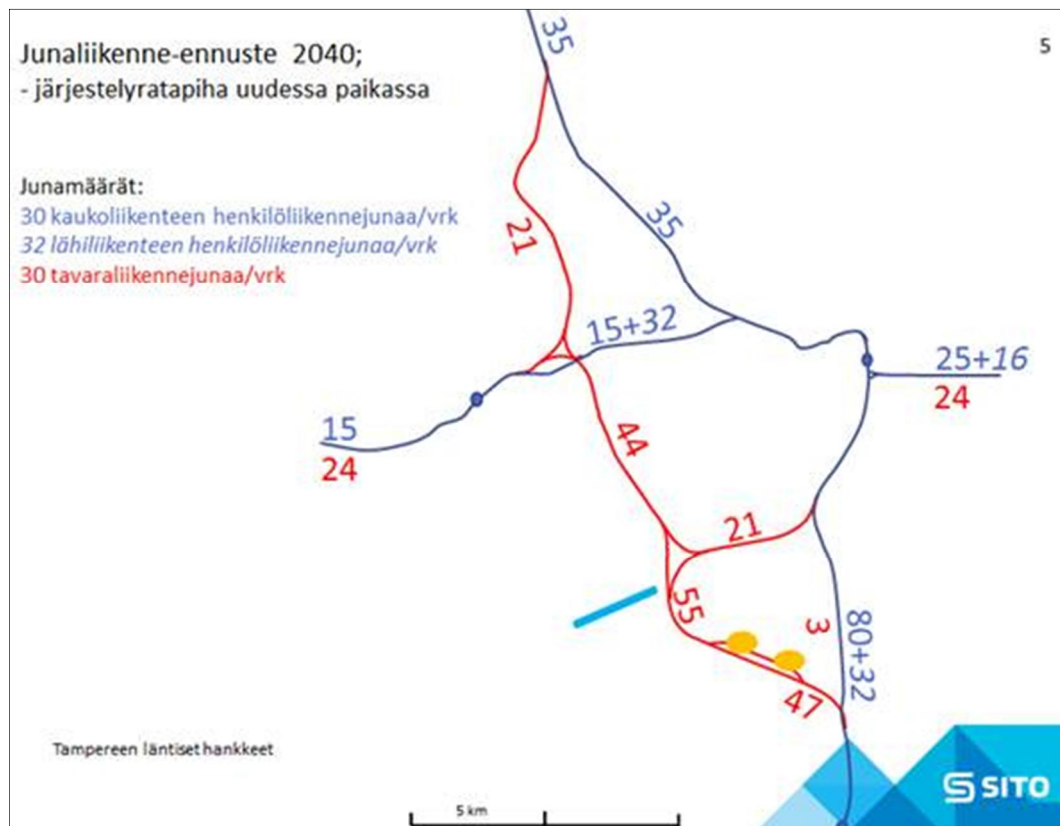 Junaliikenne-ennuste 2040;
- järjestelyratapiha uudessa paikassa
5
Junamäärät:
30 kaukoliikenteen henkilöliikennejunaa/vrk
32 lähiliikenteen henkilöliikennejunaa/vrk
30 tavaraliikennejunaa/vrk
35
35
21
15+32
25+16
24
15
24
44
21
55
3
80+32
47
Tampereen läntiset hankkeet
5 km
SITO